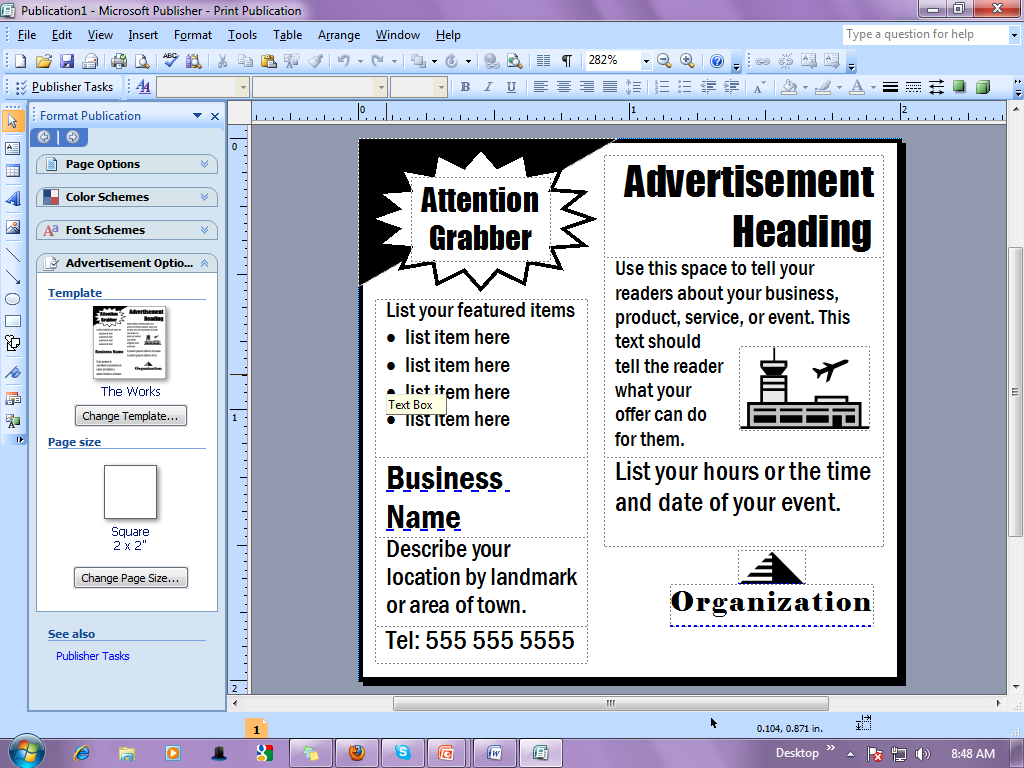 Publication1 - Microsoft Publisher - Print Publication
File Edit View Insert Format Tools Table Arrange Window Help
Type a question for help
282%
Publisher Tasks
Format Publication
Page Options
Color Schemes
Font Schemes
Advertisement Optio...
Template
The Works
Change Template...
Page size
Square
2 x 2"
Change Page Size...
See also
Publisher Tasks
0 1 2
0
1
2
Attention
Grabber
List your featured items
• list item here
• list item here
• list item here
Text Box
• list item here
Business
Name
Describe your
location by landmark
or area of town.
Tel: 555 555 5555
Advertisement
Heading
Use this space to tell your
readers about your business,
product, service, or event. This
text should
tell the reader
what your
offer can do
for them.
List your hours or the time
and date of your event.
Organization
1
0.104, 0.871 in.
Desktop
8:48 AM